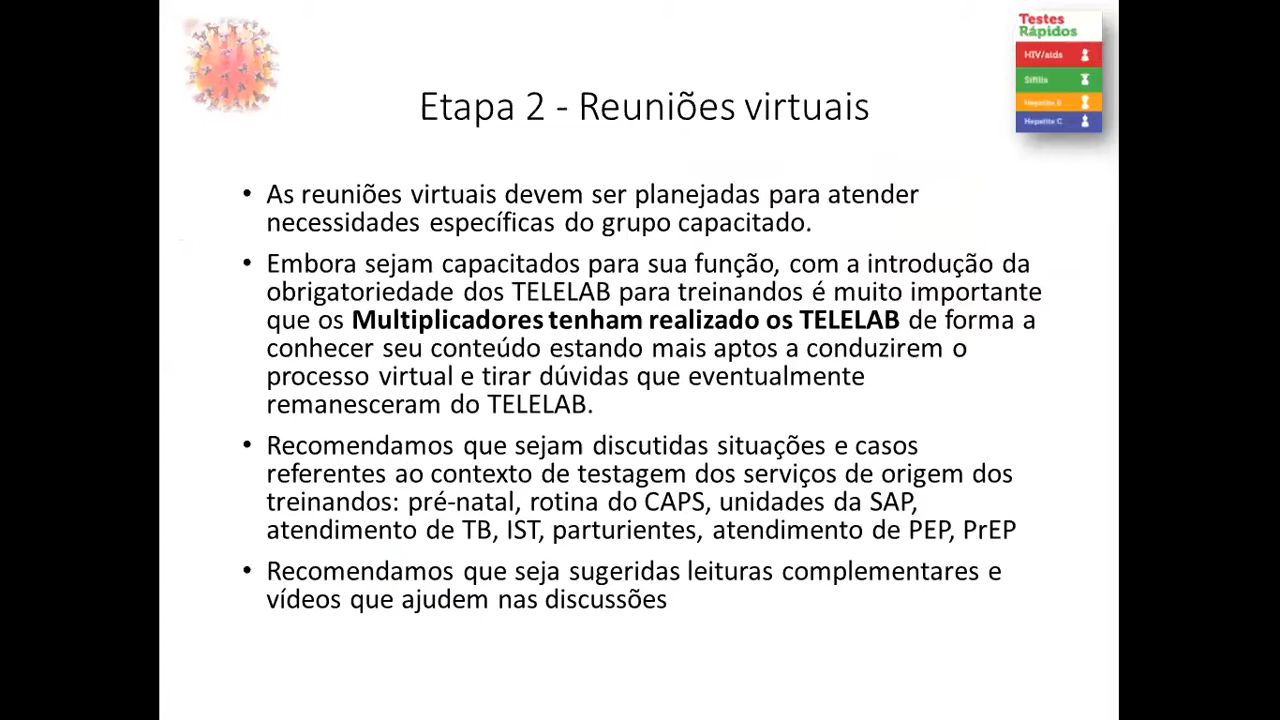 Testes
Rápidos
HIV/aids
Sífilis
Hepatite B
Hepatite C
Etapa 2 - Reuniões virtuais
• As reuniões virtuais devem ser planejadas para atender
necessidades específicas do grupo capacitado.
• Embora sejam capacitados para sua função, com a introdução da
obrigatoriedade dos TELELAB para treinandos é muito importante
que os Multiplicadores tenham realizado os TELELAB de forma a
conhecer seu conteúdo estando mais aptos a conduzirem o
processo virtual e tirar dúvidas que eventualmente
remanesceram do TELELAB.
• Recomendamos que sejam discutidas situações e casos
referentes ao contexto de testagem dos serviços de origem dos
treinandos: pré-natal, rotina do CAPS, unidades da SAP,
atendimento de TB, IST, parturientes, atendimento de PEP, PrEP
• Recomendamos que seja sugeridas leituras complementares e
vídeos que ajudem nas discussões